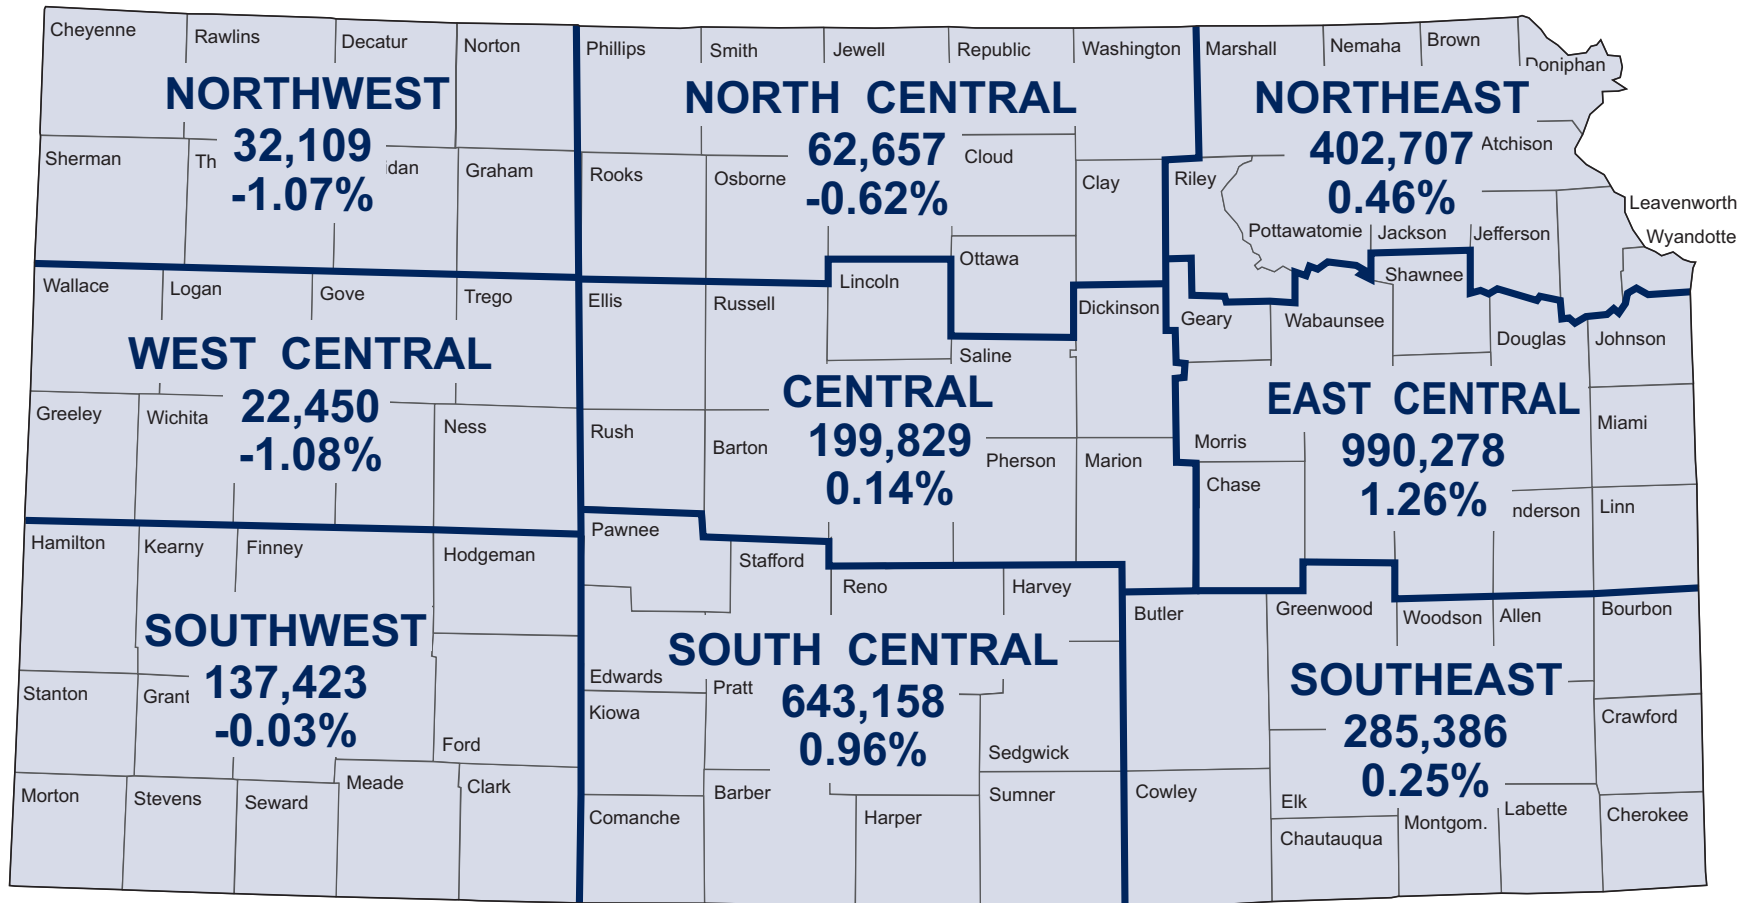 Cheyenne
Rawlins
Decatur
Norton
Phillips
Smith
Jewell
Republic
Washington
Marshall
Nemaha
Brown
Doniphan
NORTHWEST
32,109
-1.07%
NORTH CENTRAL
62,657
-0.62%
NORTHEAST
402,707
0.46%
Sherman
Th
idan
Graham
Rooks
Osborne
Cloud
Clay
Riley
Atchison
Pottawatomie
Jackson
Jefferson
Leavenworth
Wyandotte
Wallace
Logan
Gove
Trego
Ellis
Russell
Lincoln
Ottawa
Dickinson
Geary
Wabaunsee
Shawnee
Douglas
Johnson
WEST CENTRAL
22,450
-1.08%
Saline
CENTRAL
199,829
0.14%
EAST CENTRAL
990,278
1.26%
Greeley
Wichita
Ness
Rush
Barton
Pherson
Marion
Morris
Chase
Miami
nderson
Linn
Hamilton
Kearny
Finney
Hodgeman
Pawnee
Stafford
Reno
Harvey
Butler
Greenwood
Woodson
Allen
Bourbon
SOUTHWEST
137,423
-0.03%
SOUTH CENTRAL
643,158
0.96%
SOUTHEAST
285,386
0.25%
Stanton
Grant
Ford
Edwards
Pratt
Kiowa
Sedgwick
Crawford
Morton
Stevens
Seward
Meade
Clark
Comanche
Barber
Harper
Sumner
Cowley
Elk
Chautauqua
Montgom.
Labette
Cherokee